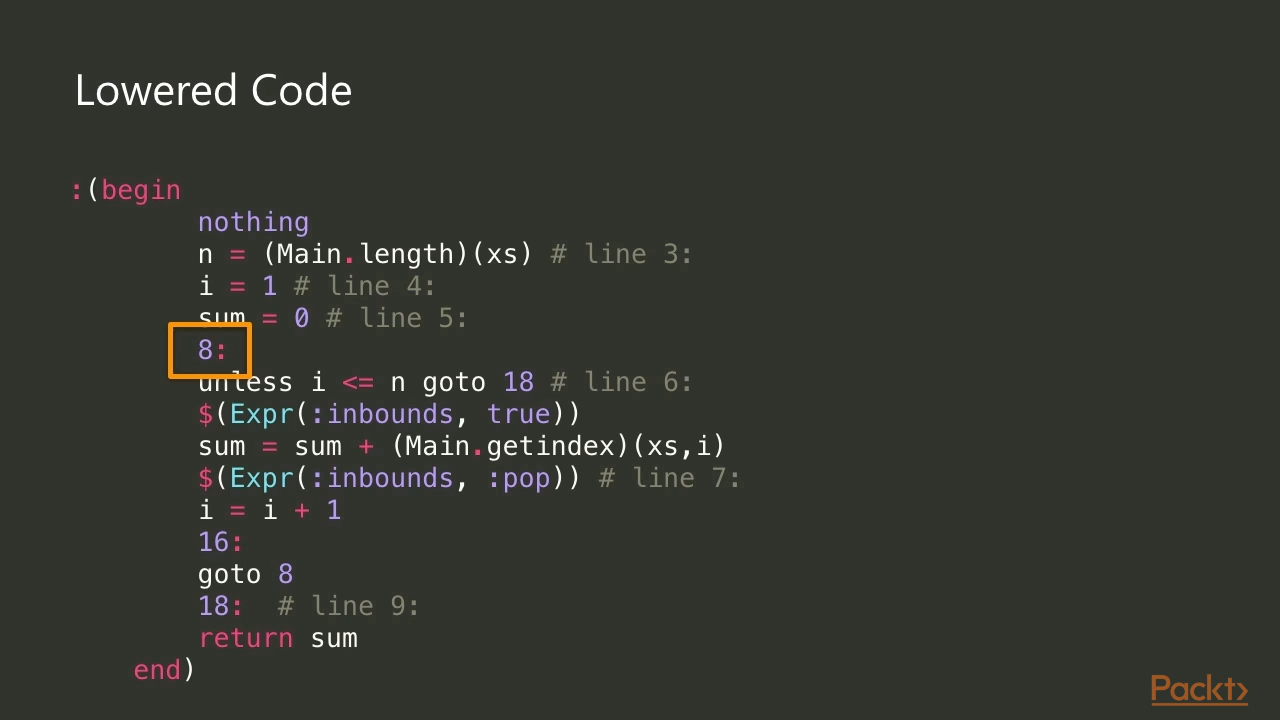 Lowered Code
:(begin
nothing
n = (Main.length)(xs) # line 3:
i = 1 # line 4:
sum = 0 # line 5:
8:
unless i <= n goto 18 # line 6:
$(Expr(:inbounds, true))
sum = sum + (Main.getindex)(xs,i)
$(Expr(:inbounds, :pop)) # line 7:
i = i + 1
16:
goto 8
18:  # line 9:
return sum
end)
Packt>